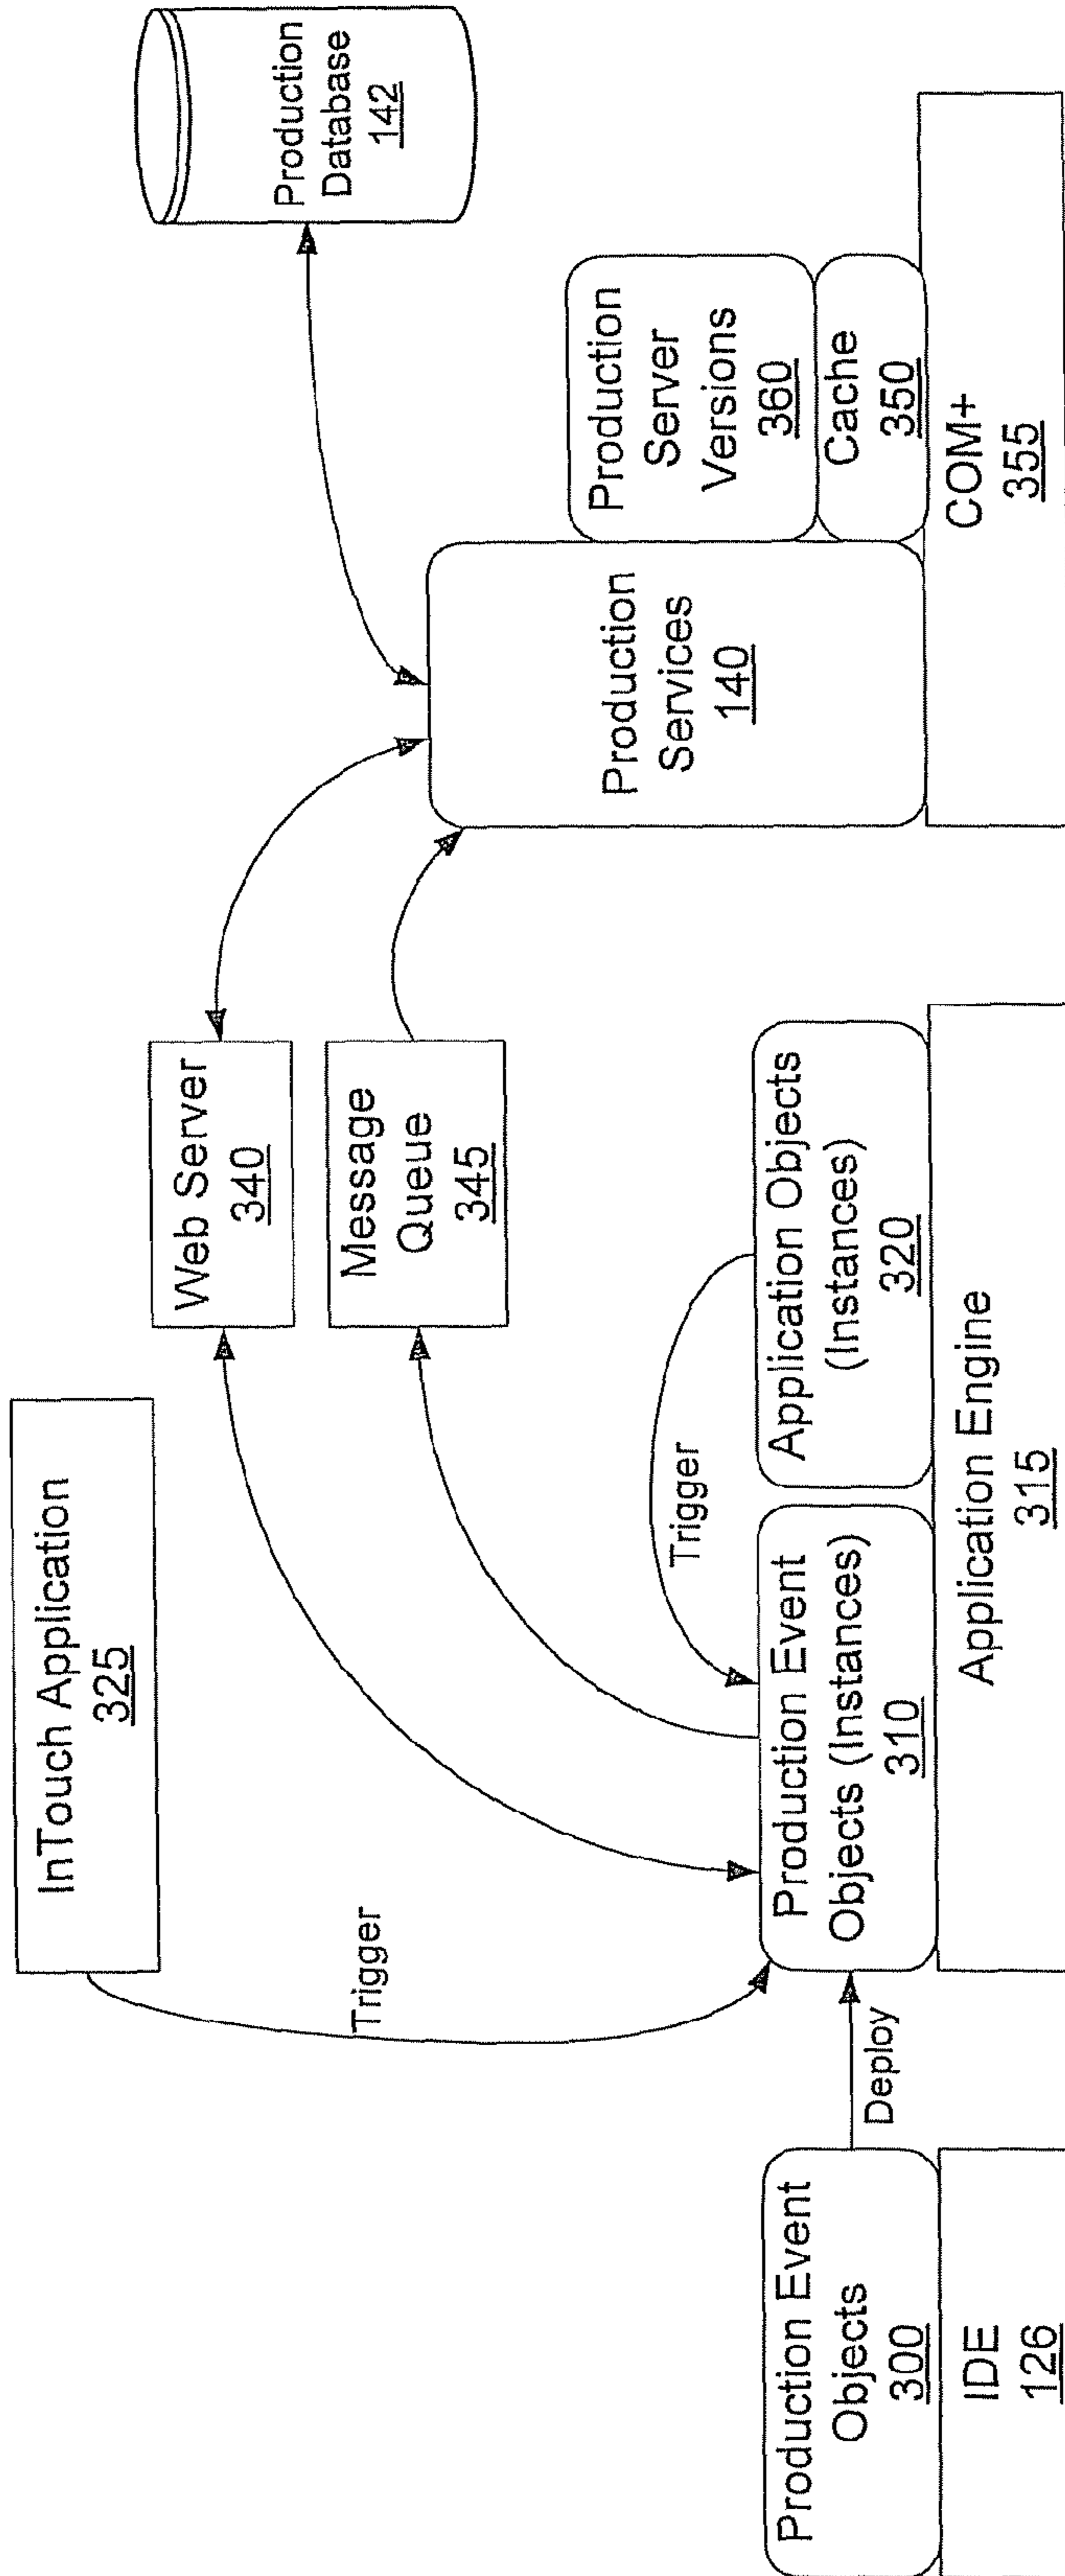 InTouch Application
325
Production
Database
142
Web Server
340
Message
Queue
345
Trigger
Trigger
Production
Services
140
Production
Server
Versions
360
Cache
350
COM+
355
Production Event
Objects
300
IDE
126
Deploy
Production Event
Objects (Instances)
310
Application Objects
(Instances)
320
Application Engine
315